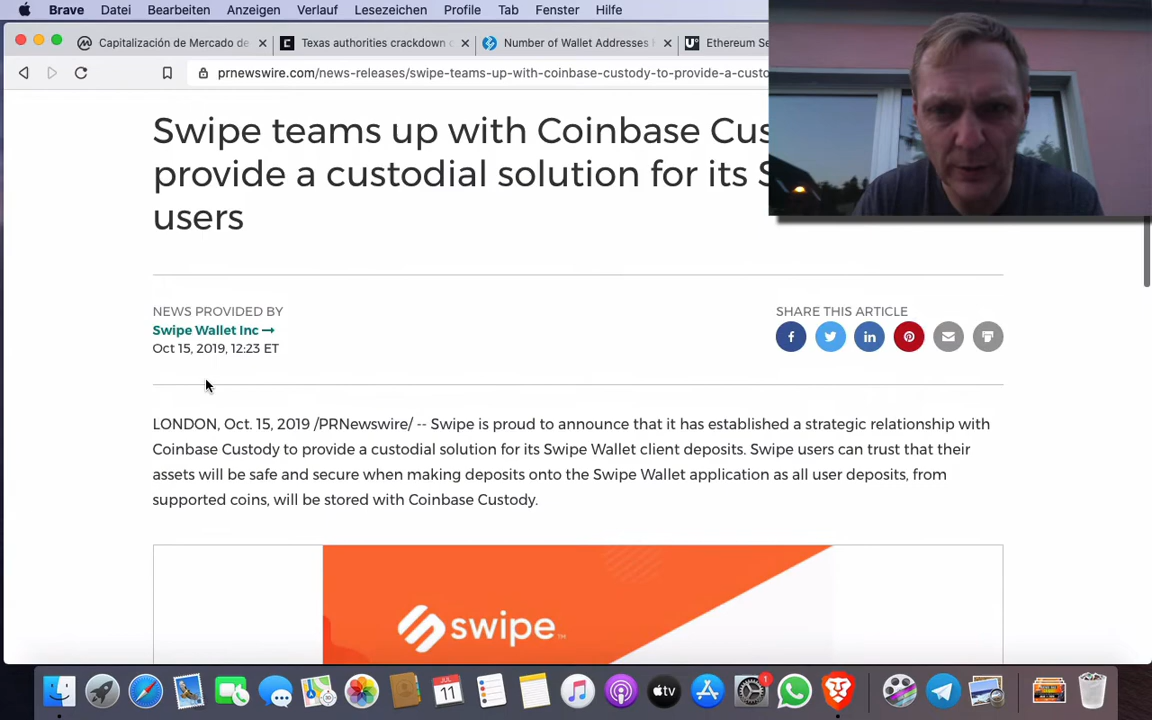 Brave Datei Bearbeiten Anzeigen Verlauf Lesezeichen Profile Tab Fenster Hilfe
Capitalización de Mercado de Texas authorities crackdown Number of Wallet Addresses Ethereum Se
prnewswire.com/news-releases/swipe-teams-up-with-coinbase-custody-to-provide-a-custo
Swipe teams up with Coinbase Cus
provide a custodial solution for its S
users
NEWS PROVIDED BY
Swipe Wallet Inc
Oct 15, 2019, 12:23 ET
SHARE THIS ARTICLE
LONDON, Oct. 15, 2019 /PRNewswire/ -- Swipe is proud to announce that it has established a strategic relationship with
Coinbase Custody to provide a custodial solution for its Swipe Wallet client deposits. Swipe users can trust that their
assets will be safe and secure when making deposits onto the Swipe Wallet application as all user deposits, from
supported coins, will be stored with Coinbase Custody.
swipe
JUL
11
tv
1